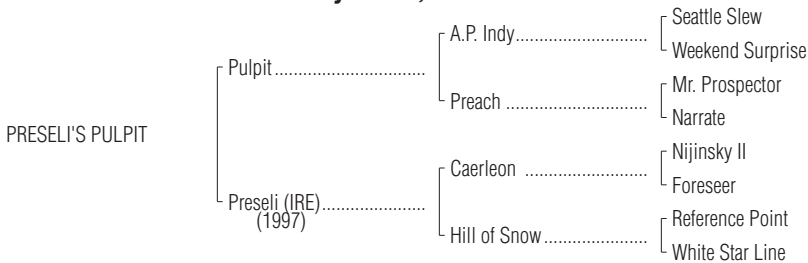 Seattle Slew
A.P. Indy
Weekend Surprise
Pulpit
Mr. Prospector
Preach
Narrate
PRESELI'S PULPIT
Nijinsky II
Caerleon
Foreseer
Preseli (IRE)
(1997)
Reference Point
Hill of Snow
White Star Line